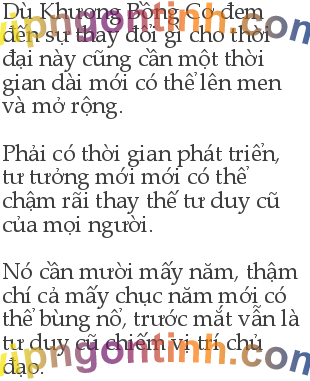 Dù Khương Bồng Cơ đem
đến sự thay đổi gì cho thời
đại này cũng cần một thời
gian dài mới có thể lên men
và mở rộng.
Phải có thời gian phát triển,
tư tưởng mới mới có thể
chậm rãi thay thế tư duy cũ
của mọi người.
Nó cần mười mấy năm, thậm
chí cả mấy chục năm mới có
thể bùng nổ, trước mắt vẫn là
tư duy cũ chiếm vị trí chủ
đạo.
vipngontinh.com